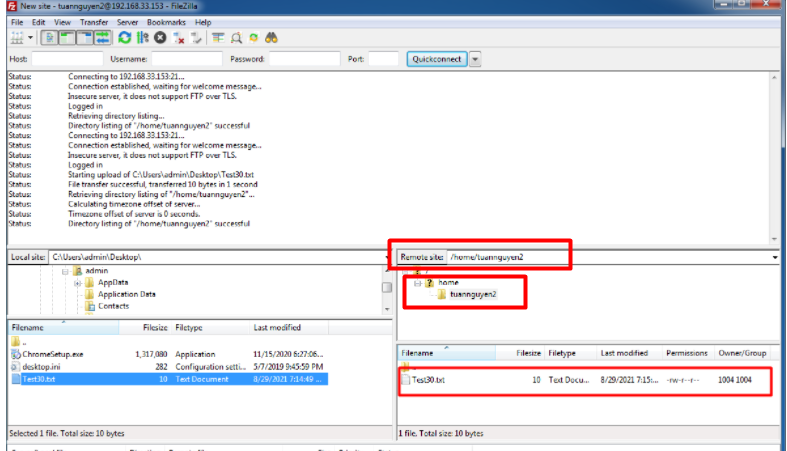 New site - tuannguyen2@192.168.33.153 - FileZilla
File Edit View Transfer Server Bookmarks Help
Host: Username: Password: Port: Quickconnect
Status: Connecting to 192.168.33.153:21...
Status: Connection established, waiting for welcome message...
Status: Insecure server, it does not support FTP over TLS.
Status: Logged in
Status: Retrieving directory listing...
Status: Directory listing of "/home/tuannguyen2" successful
Status: Connecting to 192.168.33.153:21...
Status: Connection established, waiting for welcome message...
Status: Insecure server, it does not support FTP over TLS.
Status: Logged in
Status: Starting upload of C:\Users\admin\Desktop\Test30.txt
Status: File transfer successful, transferred 10 bytes in 1 second
Status: Retrieving directory listing of "/home/tuannguyen2"...
Status: Calculating timezone offset of server...
Status: Timezone offset of server is 0 seconds.
Status: Directory listing of "/home/tuannguyen2" successful
Local site: C:\Users\admin\Desktop\
admin
AppData
Application Data
Contacts
Filename Filesize Filetype Last modified
..
ChromeSetup.exe 1,317,080 Application 11/15/2020 6:27:06...
desktop.ini 282 Configuration setti... 5/7/2019 9:45:59 PM
Test30.txt 10 Text Document 8/29/2021 7:14:49 ...
Selected 1 file. Total size: 10 bytes
Remote site: /home/tuannguyen2
/
home
tuannguyen2
Filename Filesize Filetype Last modified Permissions Owner/Group
..
Test30.txt 10 Text Docu... 8/29/2021 7:15:... -rw-r--r-- 1004 1004
1 file. Total size: 10 bytes